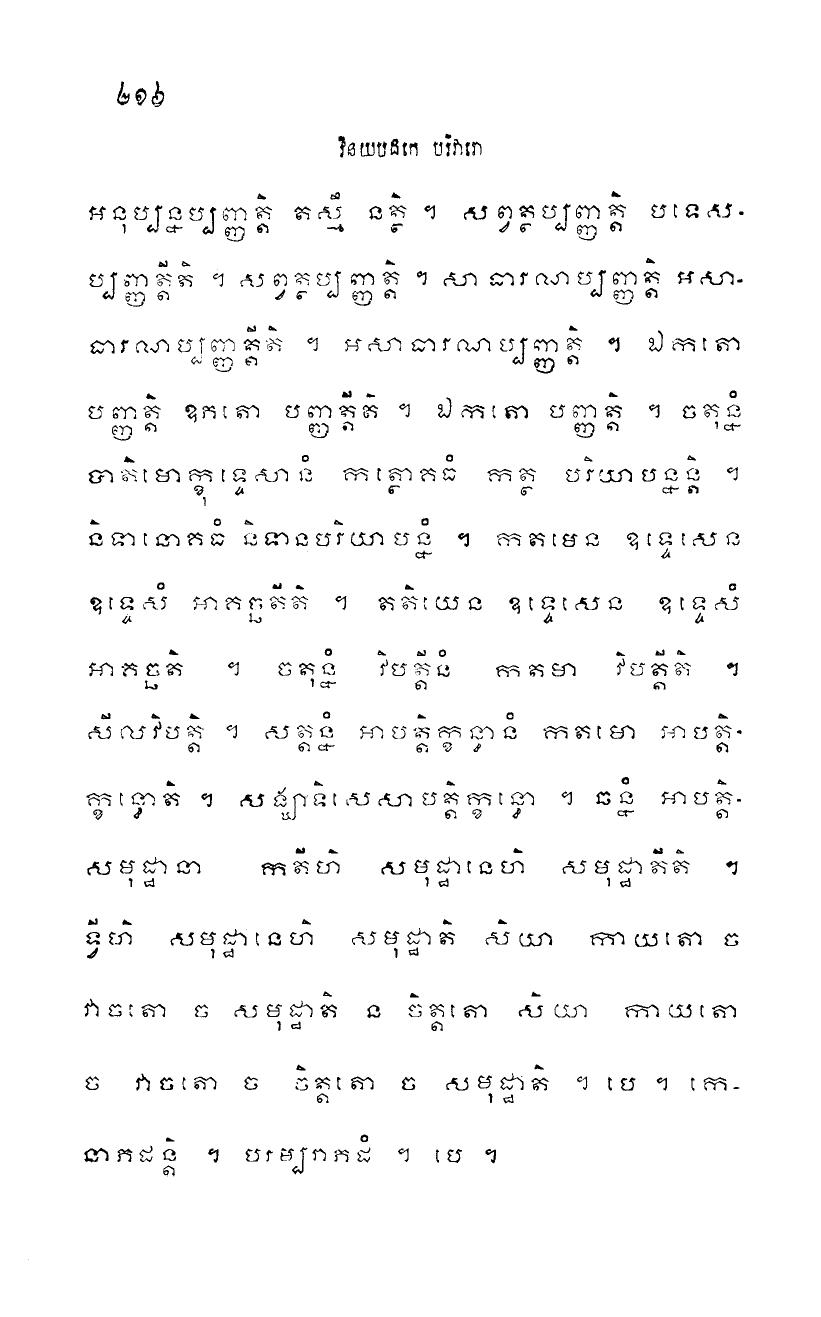 ២១៦
វិនយបិដកេ បរិវារោ
អនុប្បន្នប្បញ្ញត្តិ តស្មឹ នត្ថិ ។ សព្វត្ថប្បញ្ញត្តិ បទេស-
ប្បញ្ញត្តីតិ ។ សព្វត្ថប្បញ្ញត្តិ ។ សាធារណប្បញ្ញត្តិ អសា-
ធារណប្បញ្ញត្តីតិ ។ អសាធារណប្បញ្ញត្តិ ។ ឯកតោ
បញ្ញត្តិ ឧភតោ បញ្ញត្តីតិ ។ ឯកតោ បញ្ញត្តិ ។ ចតុន្នំ
បាតិមោក្ខុទ្ទេសានំ កត្ថោគធំ កត្ថ បរិយាបន្នន្តិ ។
និទានោគធំ និទានបរិយាបន្នំ ។ កតមេន ឧទ្ទេសេន
ឧទ្ទេសំ អាគច្ឆតីតិ ។ តតិយេន ឧទ្ទេសេន ឧទ្ទេសំ
អាគច្ឆតិ ។ ចតុន្នំ វិបត្តីនំ កតមា វិបត្តីតិ ។
សីលវិបត្តិ ។ សត្តន្នំ អាបត្តិក្ខន្ធានំ កតមោ អាបត្តិ-
ក្ខន្ធោតិ ។ សង្ឃាទិសេសាបត្តិក្ខន្ធោ ។ ឆន្នំ អាបត្តិ-
សមុដ្ឋានា កតីហិ សមុដ្ឋានេហិ សមុដ្ឋាតីតិ ។
ទ្វីហិ សមុដ្ឋានេហិ សមុដ្ឋាតិ សិយា កាយតោ ច
វាចតោ ច សមុដ្ឋាតិ ន ចិត្តតោ សិយា កាយតោ
ច វាចតោ ច ចិត្តតោ ច សមុដ្ឋាតិ ។ បេ ។ កេ-
នាភដន្តិ ។ បរម្បរាភដំ ។ បេ ។